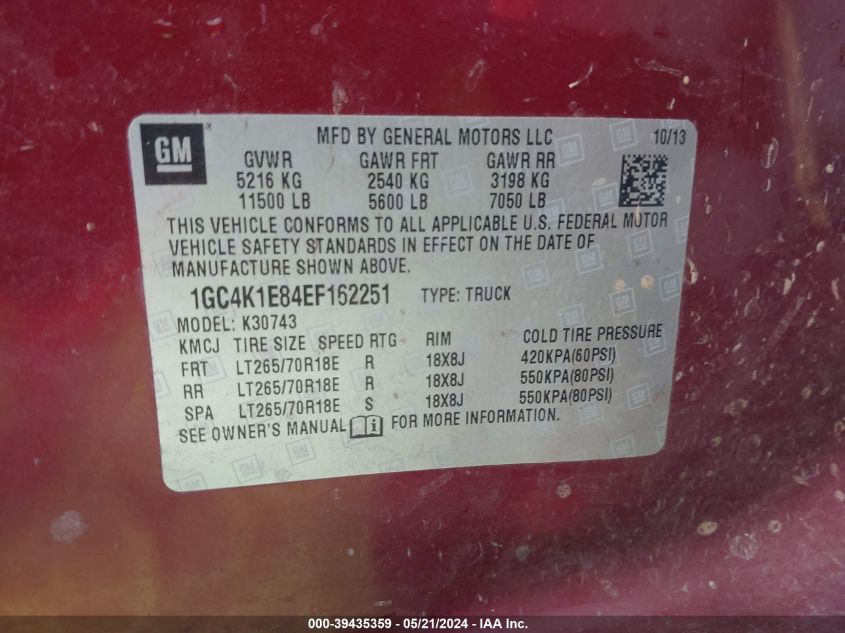 GM ® MFD BY GENERAL MOTORS LLC 10/13
GVWR GAWR FRT GAWR RR
5216 KG 2540 KG 3198 KG
11500 LB 5600 LB 7050 LB
THIS VEHICLE CONFORMS TO ALL APPLICABLE U.S. FEDERAL MOTOR
VEHICLE SAFETY STANDARDS IN EFFECT ON THE DATE OF
MANUFACTURE SHOWN ABOVE.
1GC4K1E84EF162251 TYPE: TRUCK
MODEL: K30743
KMCJ TIRE SIZE SPEED RTG RIM COLD TIRE PRESSURE
FRT LT265/70R18E R 18X8J 420KPA(60PSI)
RR LT265/70R18E R 18X8J 550KPA(80PSI)
SPA LT265/70R18E S 18X8J 550KPA(80PSI)
SEE OWNER'S MANUAL FOR MORE INFORMATION.
000-39435359 — 05/21/2024 — IAA Inc.